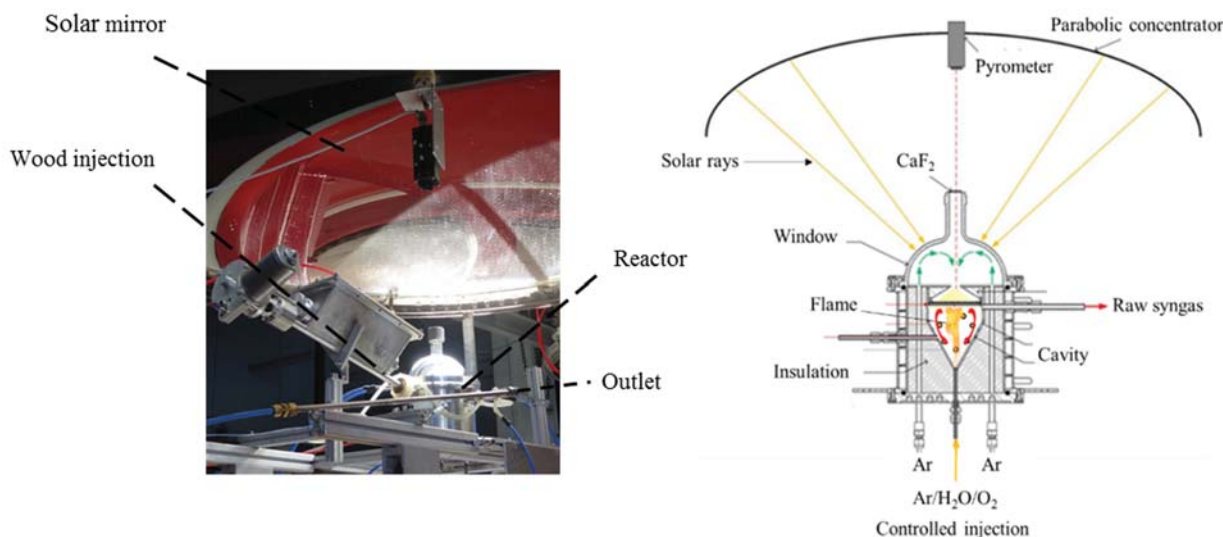 Solar mirror
Wood injection
Reactor
Outlet
Parabolic concentrator
Pyrometer
Solar rays
CaF₂
Window
Flame
Raw syngas
Cavity
Insulation
Ar
Ar
Ar/H₂O/O₂
Controlled injection